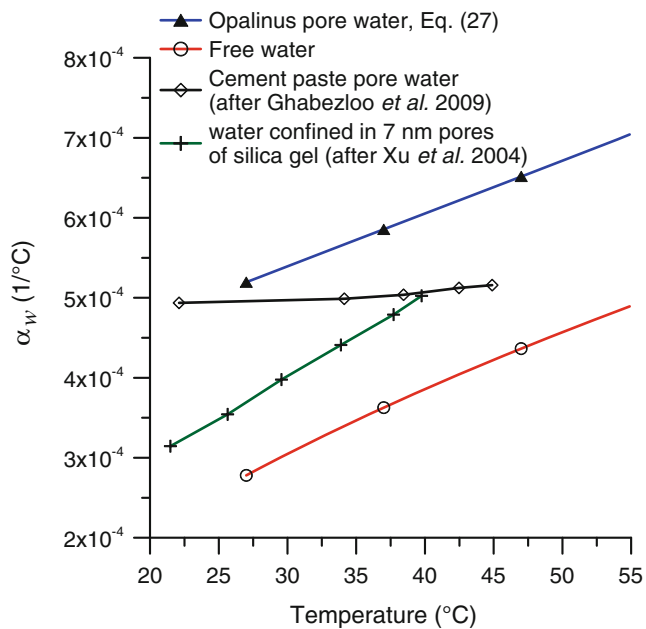 Opalinus pore water, Eq. (27)
Free water
Cement paste pore water
(after Ghabezloo et al. 2009)
water confined in 7 nm pores
of silica gel (after Xu et al. 2004)
8x10⁻⁴
7x10⁻⁴
6x10⁻⁴
5x10⁻⁴
4x10⁻⁴
3x10⁻⁴
2x10⁻⁴
α_w (1/°C)
20 25 30 35 40 45 50 55
Temperature (°C)